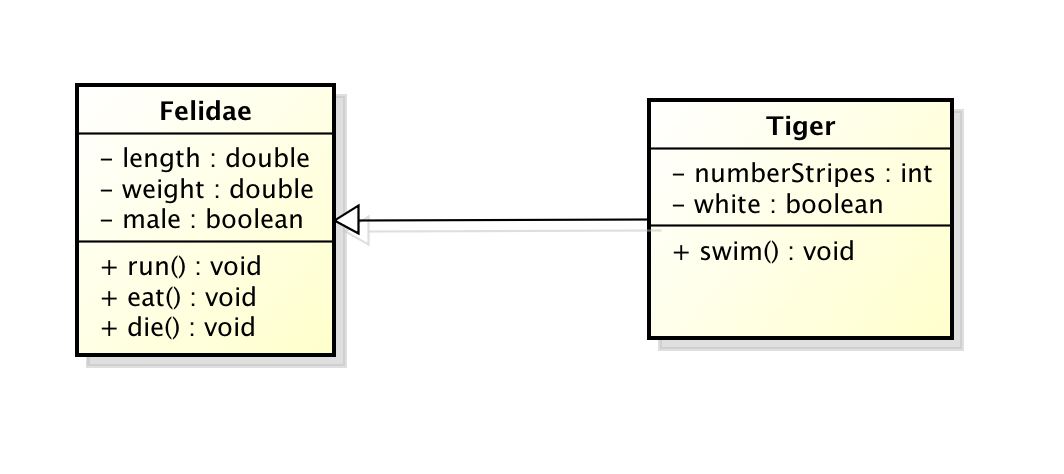 Felidae
– length : double
– weight : double
– male : boolean
+ run() : void
+ eat() : void
+ die() : void
Tiger
– numberStripes : int
– white : boolean
+ swim() : void